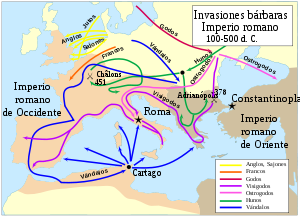 Invasiones bárbaras
Imperio romano
100-500 d. C.
Anglos
Jutos
Sajones
Godos
Vándalos
Francos
Hunos
Ostrogodos
Ostrogodos
Châlons
451
Adrianópolis
378
Visigodos
Constantinopla
Imperio
romano
de Occidente
Roma
Imperio
romano
de Oriente
Vándalos
Cartago
Anglos, Sajones
Francos
Godos
Visigodos
Ostrogodos
Hunos
Vándalos